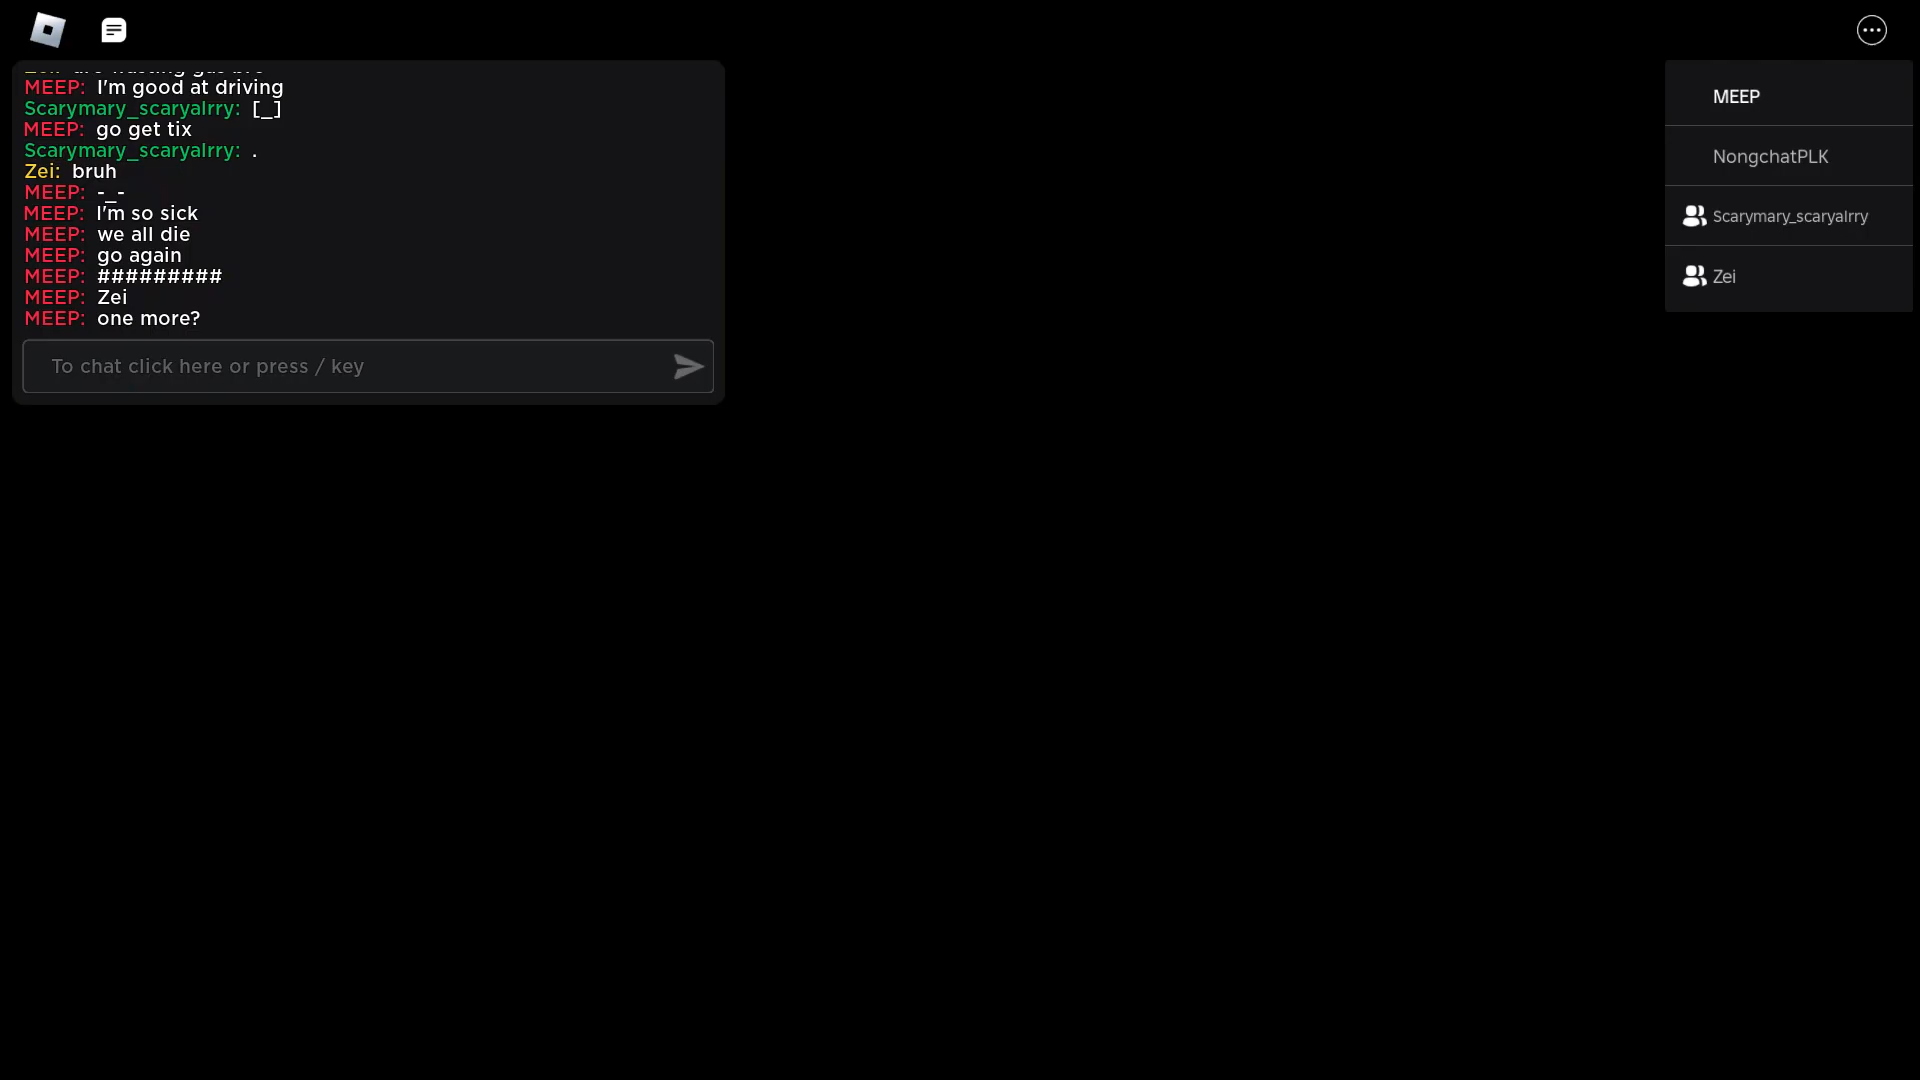 MEEP: I'm good at driving
Scarymary_scaryalrry: [_]
MEEP: go get tix
Scarymary_scaryalrry: .
Zei: bruh
MEEP: -_-
MEEP: I'm so sick
MEEP: we all die
MEEP: go again
MEEP: #########
MEEP: Zei
MEEP: one more?
To chat click here or press / key
MEEP
NongchatPLK
Scarymary_scaryalrry
Zei